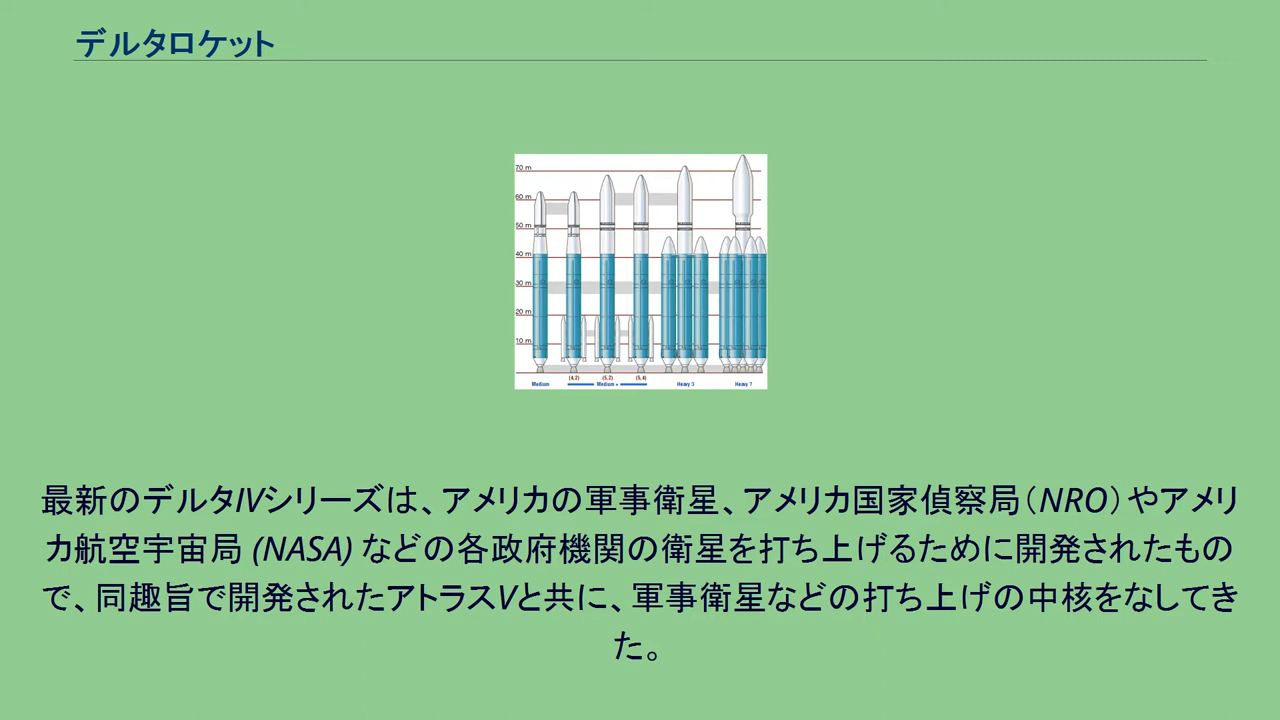 デルタロケット
70 m
60 m
50 m
40 m
30 m
20 m
10 m
(4,2) (5,2) (5,4)
Medium Medium + Heavy 3 Heavy 7
最新のデルタIVシリーズは、アメリカの軍事衛星、アメリカ国家偵察局（NRO）やアメリ
カ航空宇宙局 (NASA) などの各政府機関の衛星を打ち上げるために開発されたもの
で、同趣旨で開発されたアトラスVと共に、軍事衛星などの打ち上げの中核をなしてき
た。